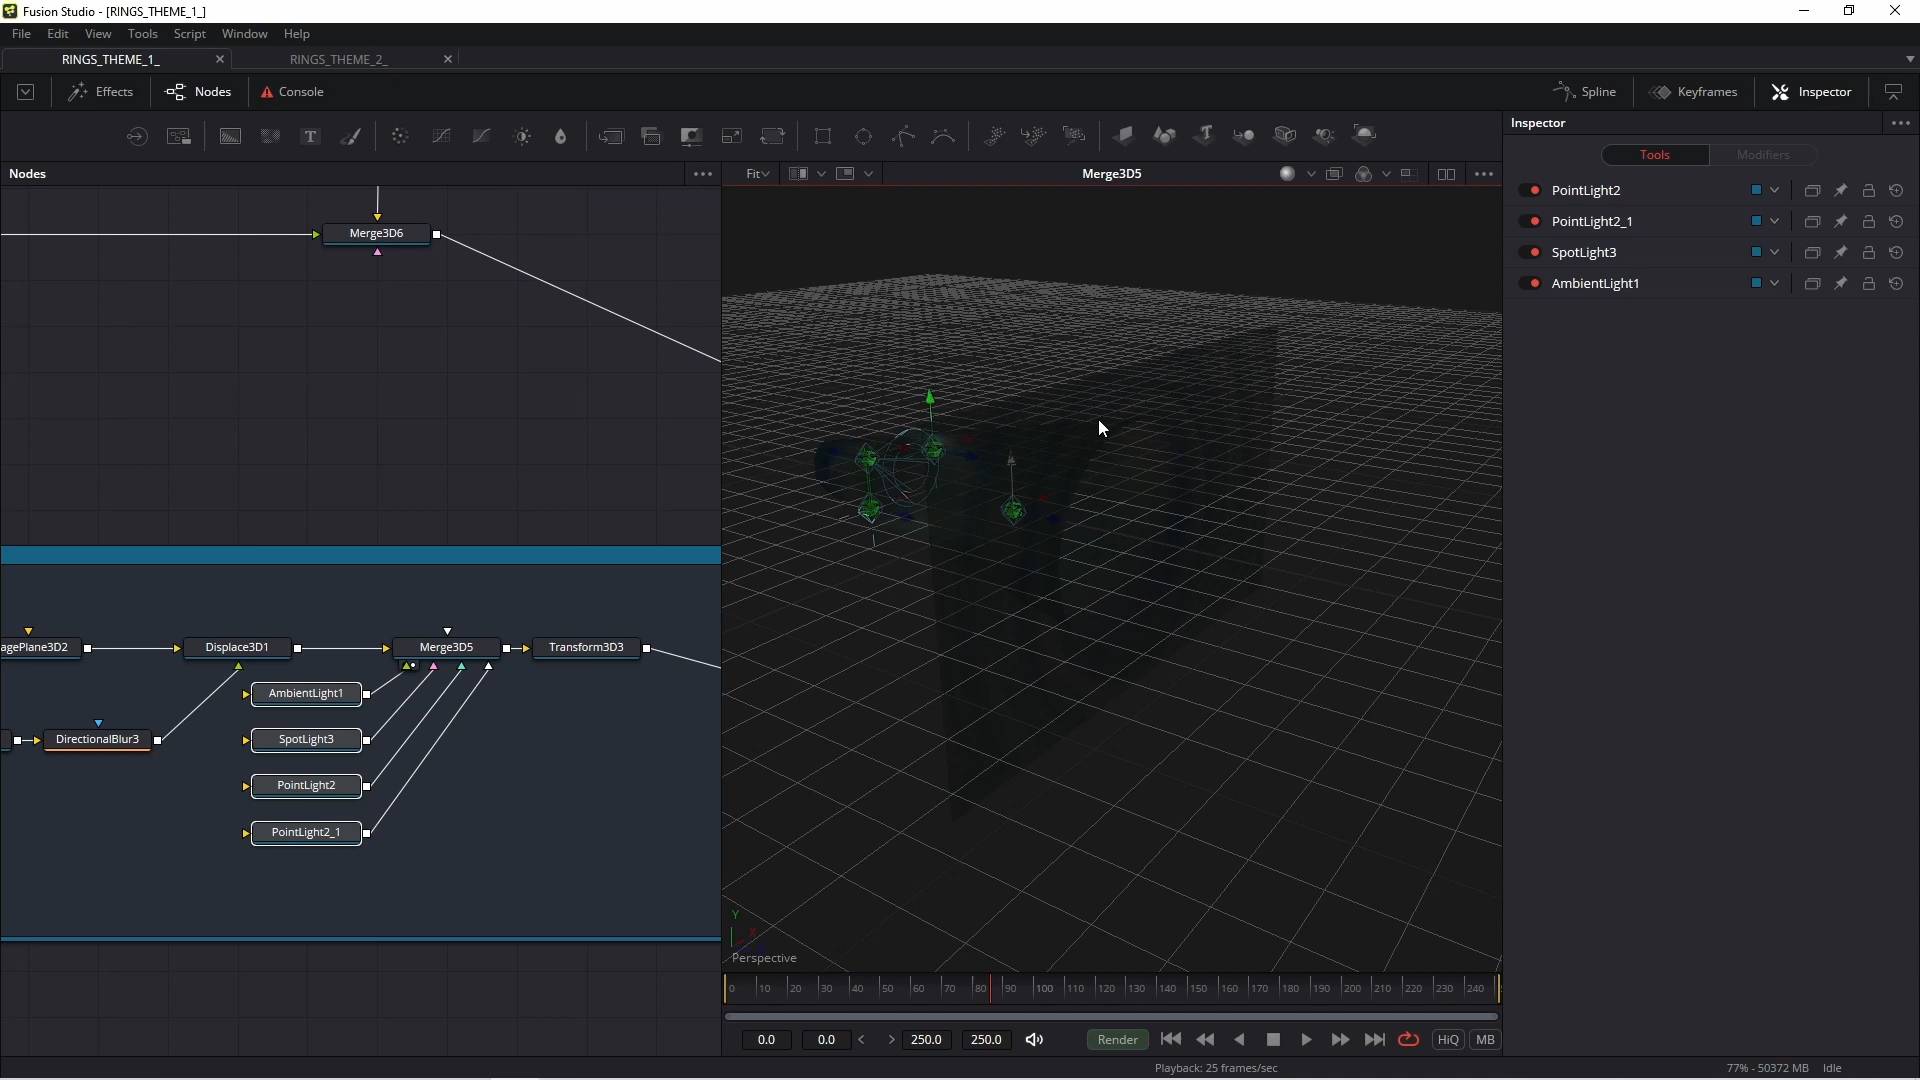 Fusion Studio - [RINGS_THEME_1_]
File Edit View Tools Script Window Help
RINGS_THEME_1_ RINGS_THEME_2_
Effects Nodes Console Spline Keyframes Inspector
Inspector
Tools Modifiers
Nodes Fit Merge3D5
PointLight2
PointLight2_1
SpotLight3
AmbientLight1
Merge3D6
agePlane3D2 Displace3D1 Merge3D5 Transform3D3
AmbientLight1
DirectionalBlur3 SpotLight3
PointLight2
PointLight2_1
Y
X
Perspective
0 10 20 30 40 50 60 70 80 90 100 110 120 130 140 150 160 170 180 190 200 210 220 230 240
0.0 0.0 < > 250.0 250.0 Render HiQ MB
Playback: 25 frames/sec 77% - 50372 MB Idle